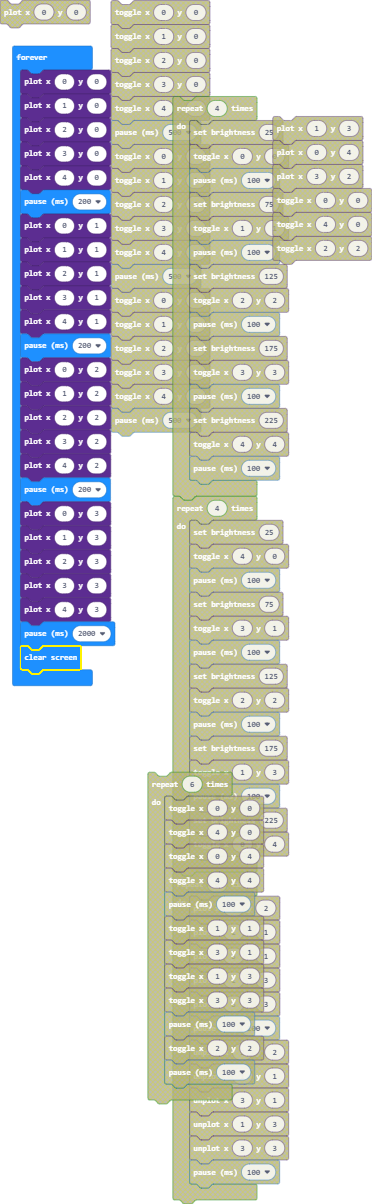 plot x 0 y 0
forever
plot x 0 y 0
plot x 1 y 0
plot x 2 y 0
plot x 3 y 0
plot x 4 y 0
pause (ms) 200
plot x 0 y 1
plot x 1 y 1
plot x 2 y 1
plot x 3 y 1
plot x 4 y 1
pause (ms) 200
plot x 0 y 2
plot x 1 y 2
plot x 2 y 2
plot x 3 y 2
plot x 4 y 2
pause (ms) 200
plot x 0 y 3
plot x 1 y 3
plot x 2 y 3
plot x 3 y 3
plot x 4 y 3
pause (ms) 2000
clear screen
toggle x 0 y 0
toggle x 1 y 0
toggle x 2 y 0
toggle x 3 y 0
toggle x 4
pause (ms)
toggle x 0
toggle x 1
toggle x 2
toggle x 3
toggle x 4
pause (ms)
toggle x 0
toggle x 1
toggle x 2
toggle x 3
toggle x 4
pause (ms)
repeat 4 times
do
set brightness 25
toggle x 0 y
pause (ms) 100
set brightness 75
toggle x 1 y
pause (ms) 100
set brightness 125
toggle x 2 y 2
pause (ms) 100
set brightness 175
toggle x 3 y 3
pause (ms) 100
set brightness 225
toggle x 4 y 4
pause (ms) 100
plot x 1 y 3
plot x 0 y 4
plot x 3 y 2
toggle x 0 y 0
toggle x 4 y 0
toggle x 2 y 2
repeat 4 times
do
set brightness 25
toggle x 4 y 0
pause (ms) 100
set brightness 75
toggle x 3 y 1
pause (ms) 100
set brightness 125
toggle x 2 y 2
pause (ms) 100
set brightness 175
toggle x 1 y 3
225
4
2
2
y 1
unplot x 3 y 1
unplot x 1 y 3
unplot x 3 y 3
pause (ms) 100
repeat 6 times
do
toggle x 0 y 0
toggle x 4 y 0
toggle x 0 y 4
toggle x 4 y 4
pause (ms) 100
toggle x 1 y 1
toggle x 3 y 1
toggle x 1 y 3
toggle x 3 y 3
pause (ms) 100
toggle x 2 y 2
pause (ms) 100